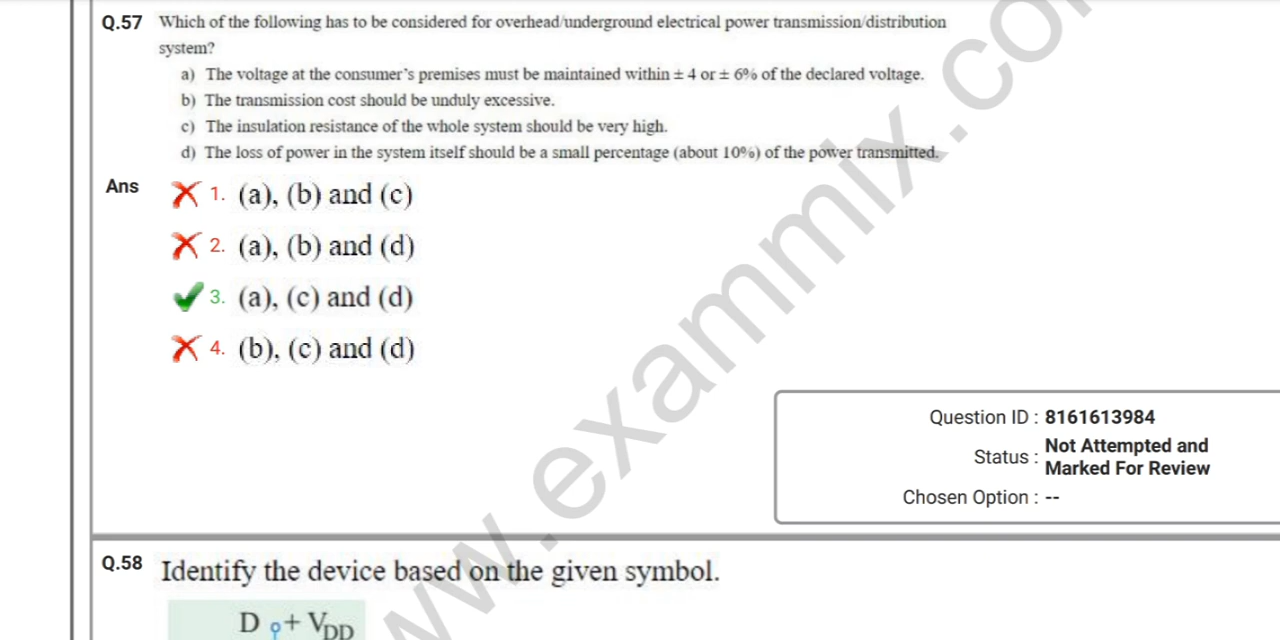 Q.57 Which of the following has to be considered for overhead/underground electrical power transmission/distribution
system?
a) The voltage at the consumer's premises must be maintained within ± 4 or ± 6% of the declared voltage.
b) The transmission cost should be unduly excessive.
c) The insulation resistance of the whole system should be very high.
d) The loss of power in the system itself should be a small percentage (about 10%) of the power transmitted.
Ans
1. (a), (b) and (c)
2. (a), (b) and (d)
3. (a), (c) and (d)
4. (b), (c) and (d)
www.exammix.com
Question ID : 8161613984
Status : Not Attempted and
Marked For Review
Chosen Option : --
Q.58 Identify the device based on the given symbol.
D + VDD